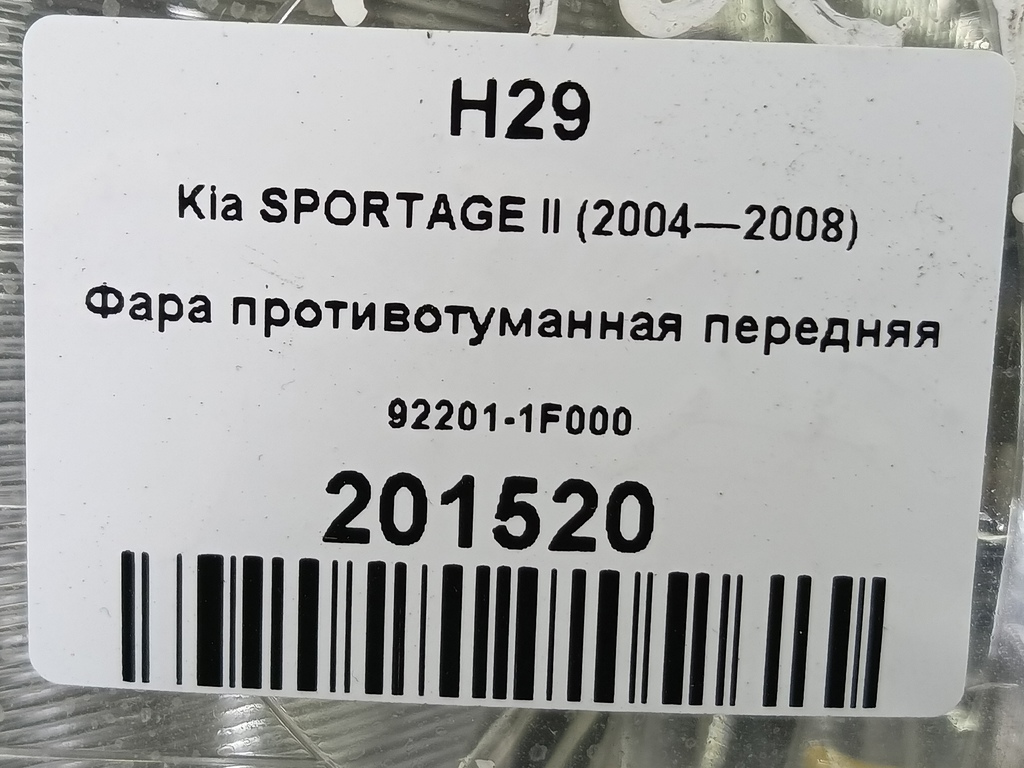 H29
Kia SPORTAGE II (2004—2008)
Фара противотуманная передняя
92201-1F000
201520